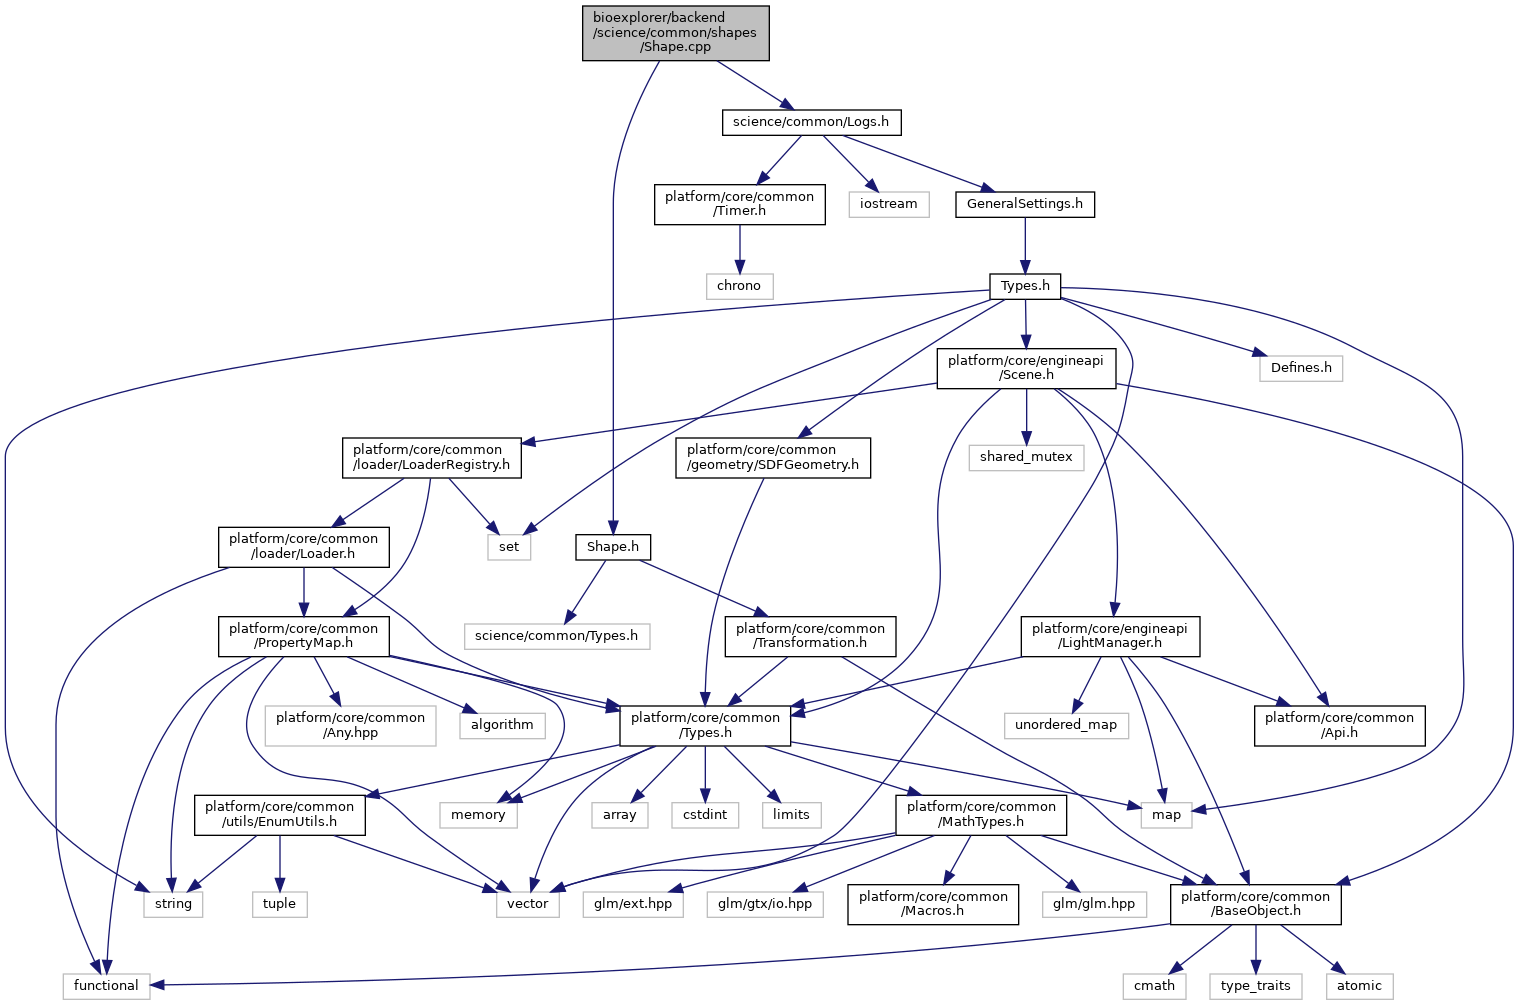 bioexplorer/backend
/science/common/shapes
/Shape.cpp
science/common/Logs.h
platform/core/common
/Timer.h
iostream
GeneralSettings.h
chrono
Types.h
platform/core/engineapi
/Scene.h
Defines.h
platform/core/common
/loader/LoaderRegistry.h
platform/core/common
/geometry/SDFGeometry.h
shared_mutex
platform/core/common
/loader/Loader.h
set
Shape.h
platform/core/common
/PropertyMap.h
science/common/Types.h
platform/core/common
/Transformation.h
platform/core/engineapi
/LightManager.h
platform/core/common
/Any.hpp
algorithm
platform/core/common
/Types.h
unordered_map
platform/core/common
/Api.h
platform/core/common
/utils/EnumUtils.h
memory
array
cstdint
limits
platform/core/common
/MathTypes.h
map
string
tuple
vector
glm/ext.hpp
glm/gtx/io.hpp
platform/core/common
/Macros.h
glm/glm.hpp
platform/core/common
/BaseObject.h
functional
cmath
type_traits
atomic